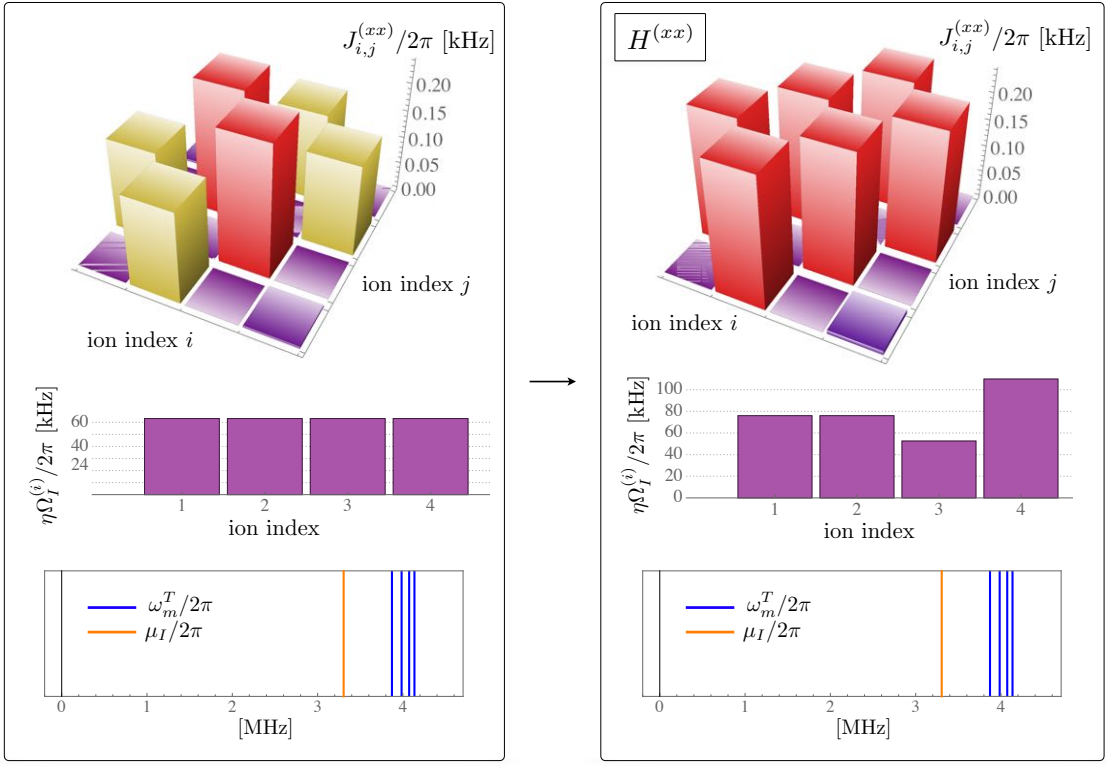 J_{i,j}^{(xx)}/2π [kHz]
0.20
0.15
0.10
0.05
0.00
ion index j
ion index i
ηΩ_I^{(i)}/2π [kHz]
60
40
24
1 2 3 4
ion index
ω_m^T/2π
μ_I/2π
0 1 2 3 4
[MHz]
H^{(xx)}
J_{i,j}^{(xx)}/2π [kHz]
0.20
0.15
0.10
0.05
0.00
ion index j
ion index i
ηΩ_I^{(i)}/2π [kHz]
100
80
60
40
20
0
1 2 3 4
ion index
ω_m^T/2π
μ_I/2π
0 1 2 3 4
[MHz]